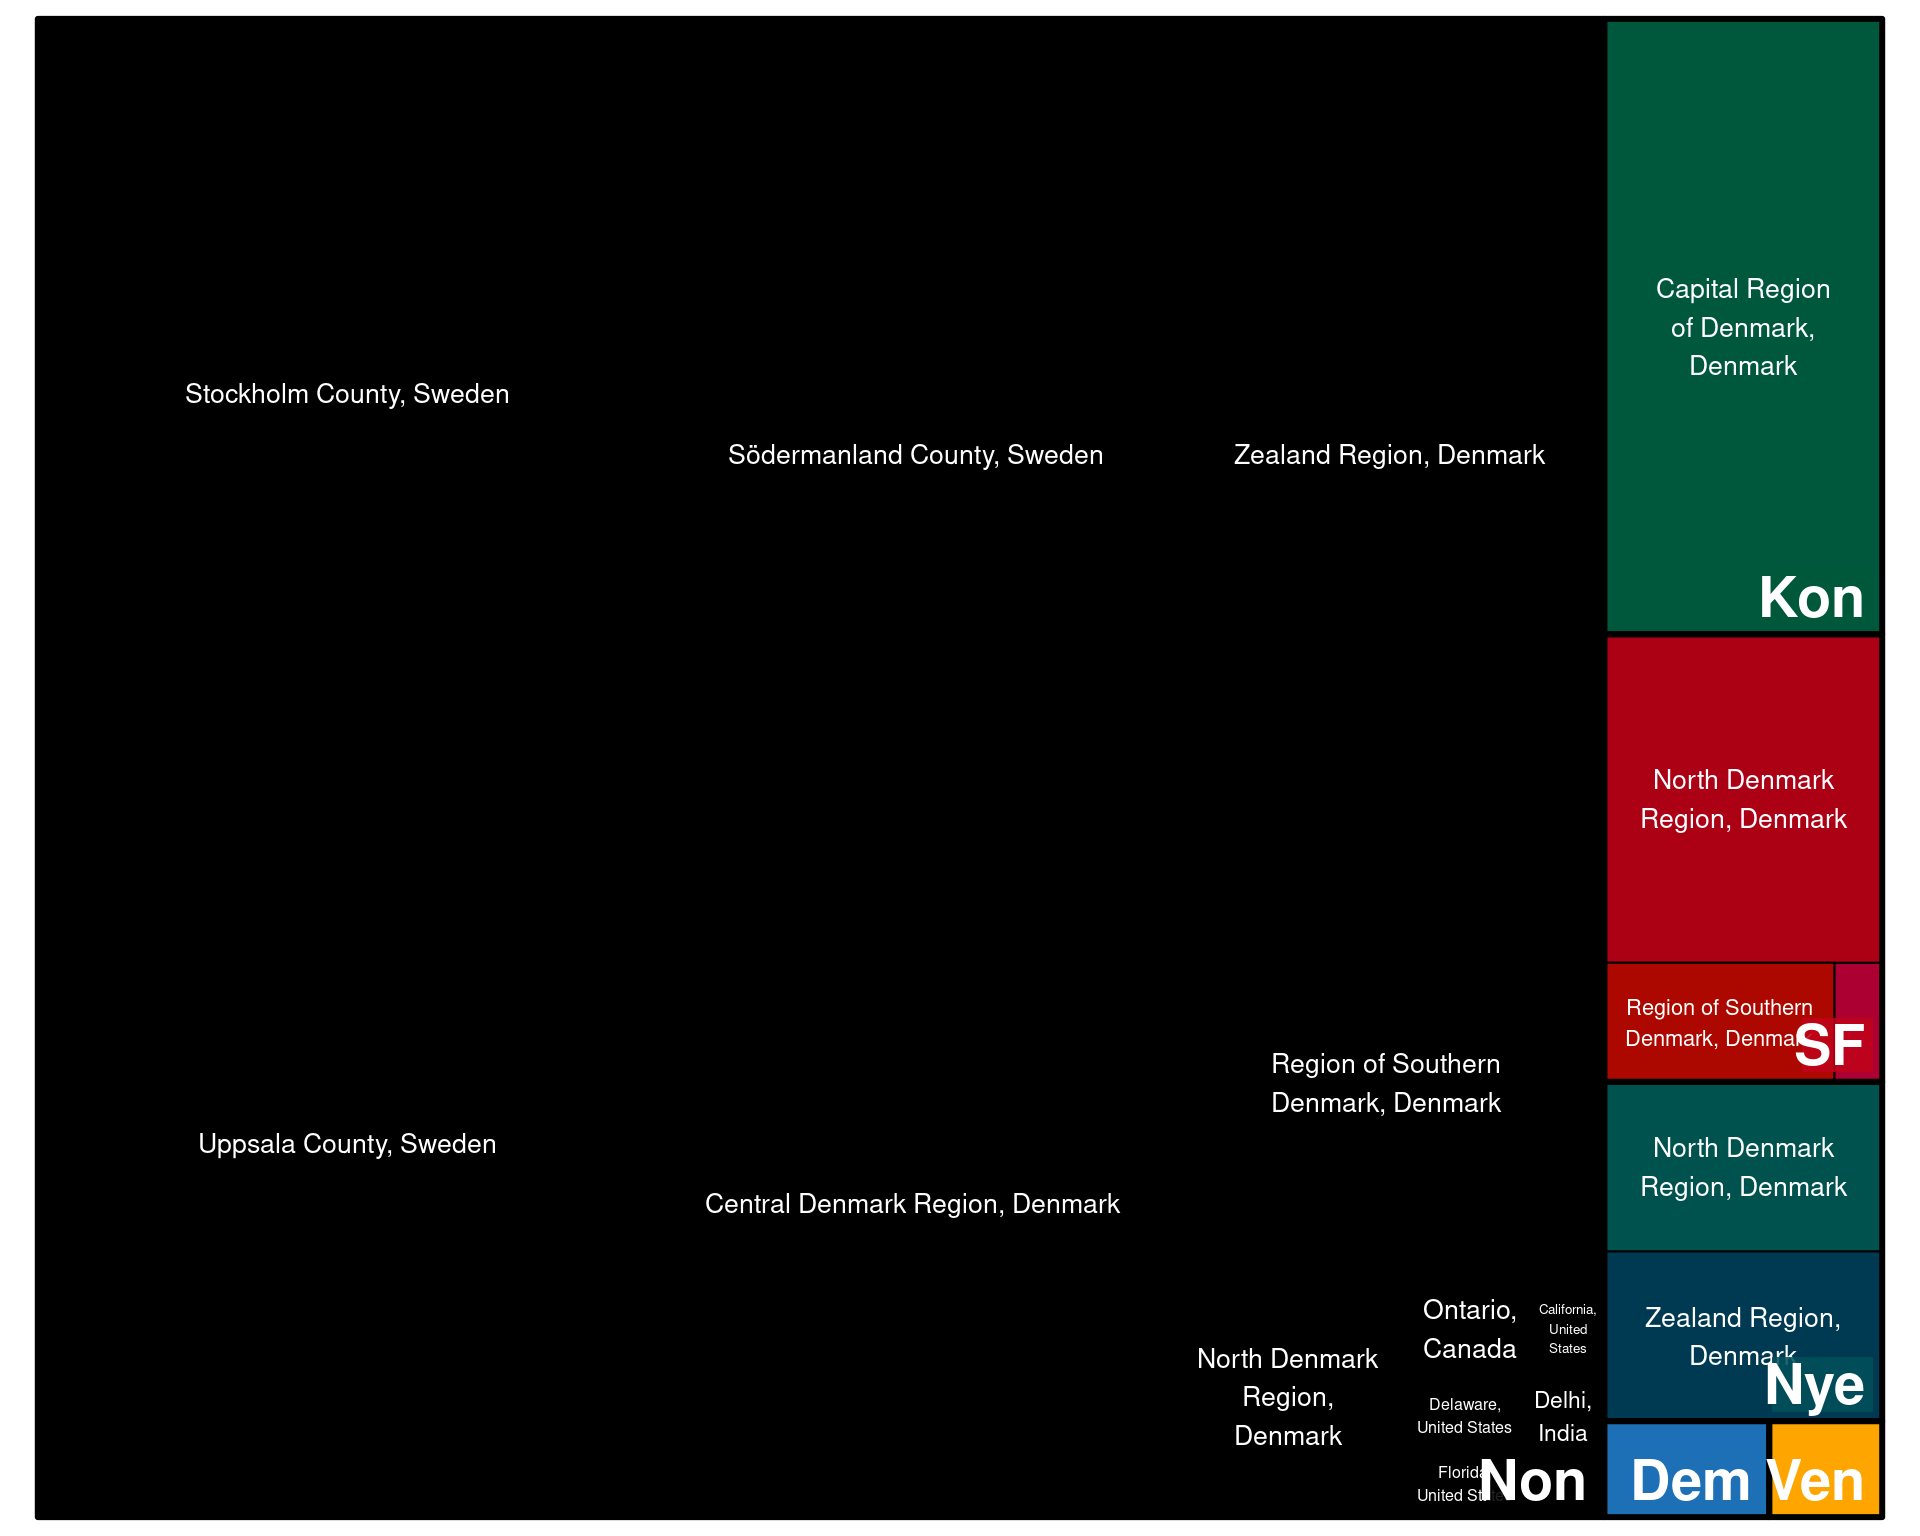 Stockholm County, Sweden
Södermanland County, Sweden
Zealand Region, Denmark
Uppsala County, Sweden
Central Denmark Region, Denmark
Region of Southern
Denmark, Denmark
North Denmark
Region,
Denmark
Ontario,
Canada
California,
United
States
Delaware,
United States
Delhi,
India
Florida
United
Non
Capital Region
of Denmark,
Denmark
Kon
North Denmark
Region, Denmark
Region of Southern
Denmark, Denmark
SF
North Denmark
Region, Denmark
Zealand Region,
Denmark
Nye
Dem
Ven